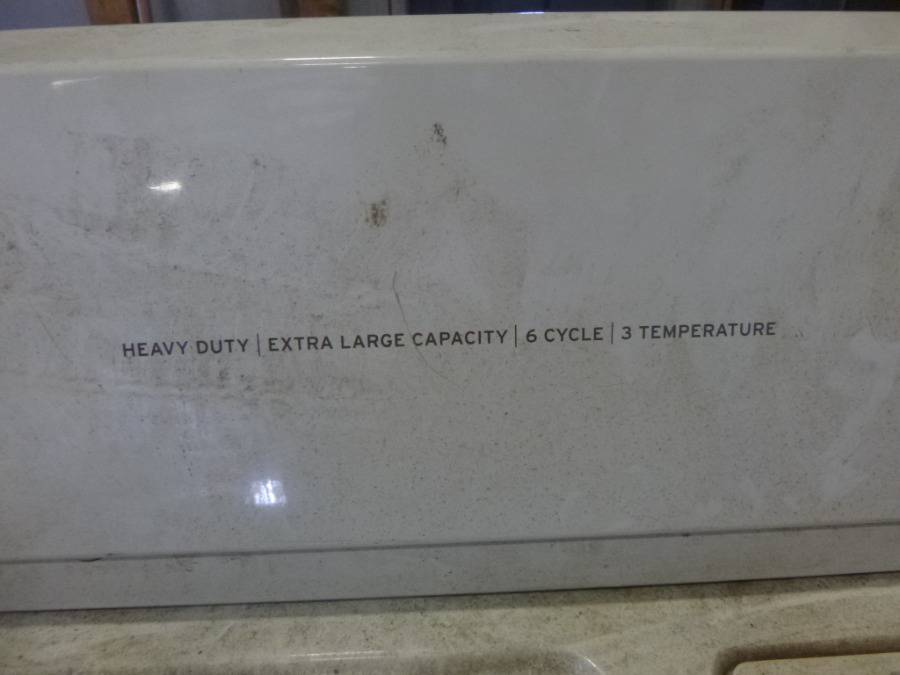 HEAVY DUTY | EXTRA LARGE CAPACITY | 6 CYCLE | 3 TEMPERATURE